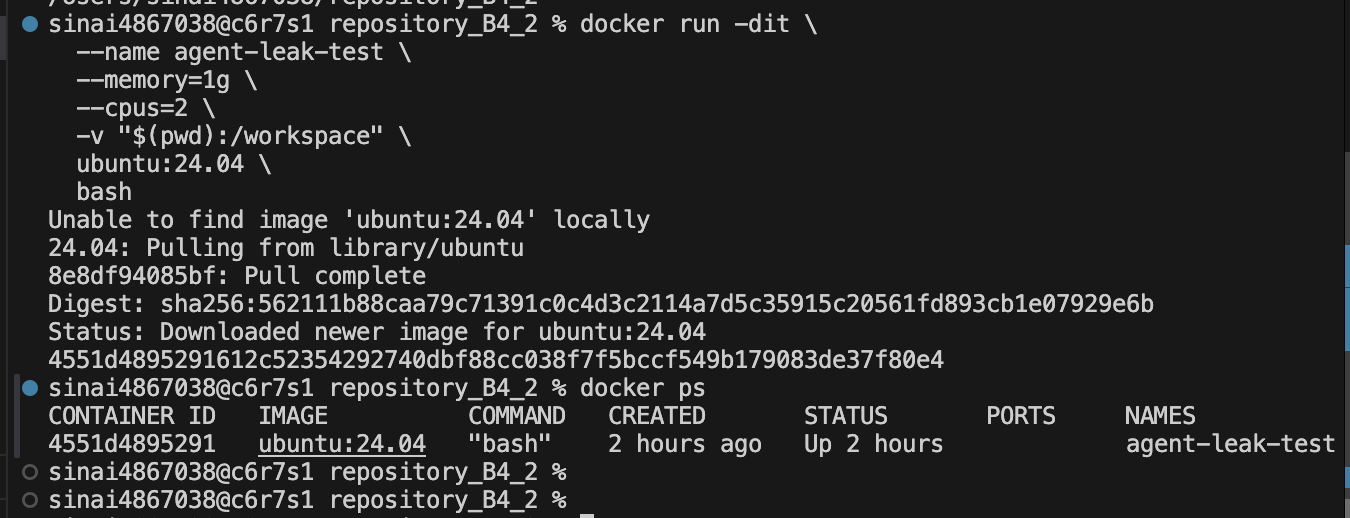 sinai4867038@c6r7s1 repository_B4_2 % docker run -dit \
--name agent-leak-test \
--memory=1g \
--cpus=2 \
-v "$(pwd):/workspace" \
ubuntu:24.04 \
bash
Unable to find image 'ubuntu:24.04' locally
24.04: Pulling from library/ubuntu
8e8df94085bf: Pull complete
Digest: sha256:562111b88caa79c71391c0c4d3c2114a7d5c35915c20561fd893cb1e07929e6b
Status: Downloaded newer image for ubuntu:24.04
4551d4895291612c52354292740dbf88cc038f7f5bccf549b179083de37f80e4
sinai4867038@c6r7s1 repository_B4_2 % docker ps
CONTAINER ID IMAGE COMMAND CREATED STATUS PORTS NAMES
4551d4895291 ubuntu:24.04 "bash" 2 hours ago Up 2 hours agent-leak-test
sinai4867038@c6r7s1 repository_B4_2 %
sinai4867038@c6r7s1 repository_B4_2 %